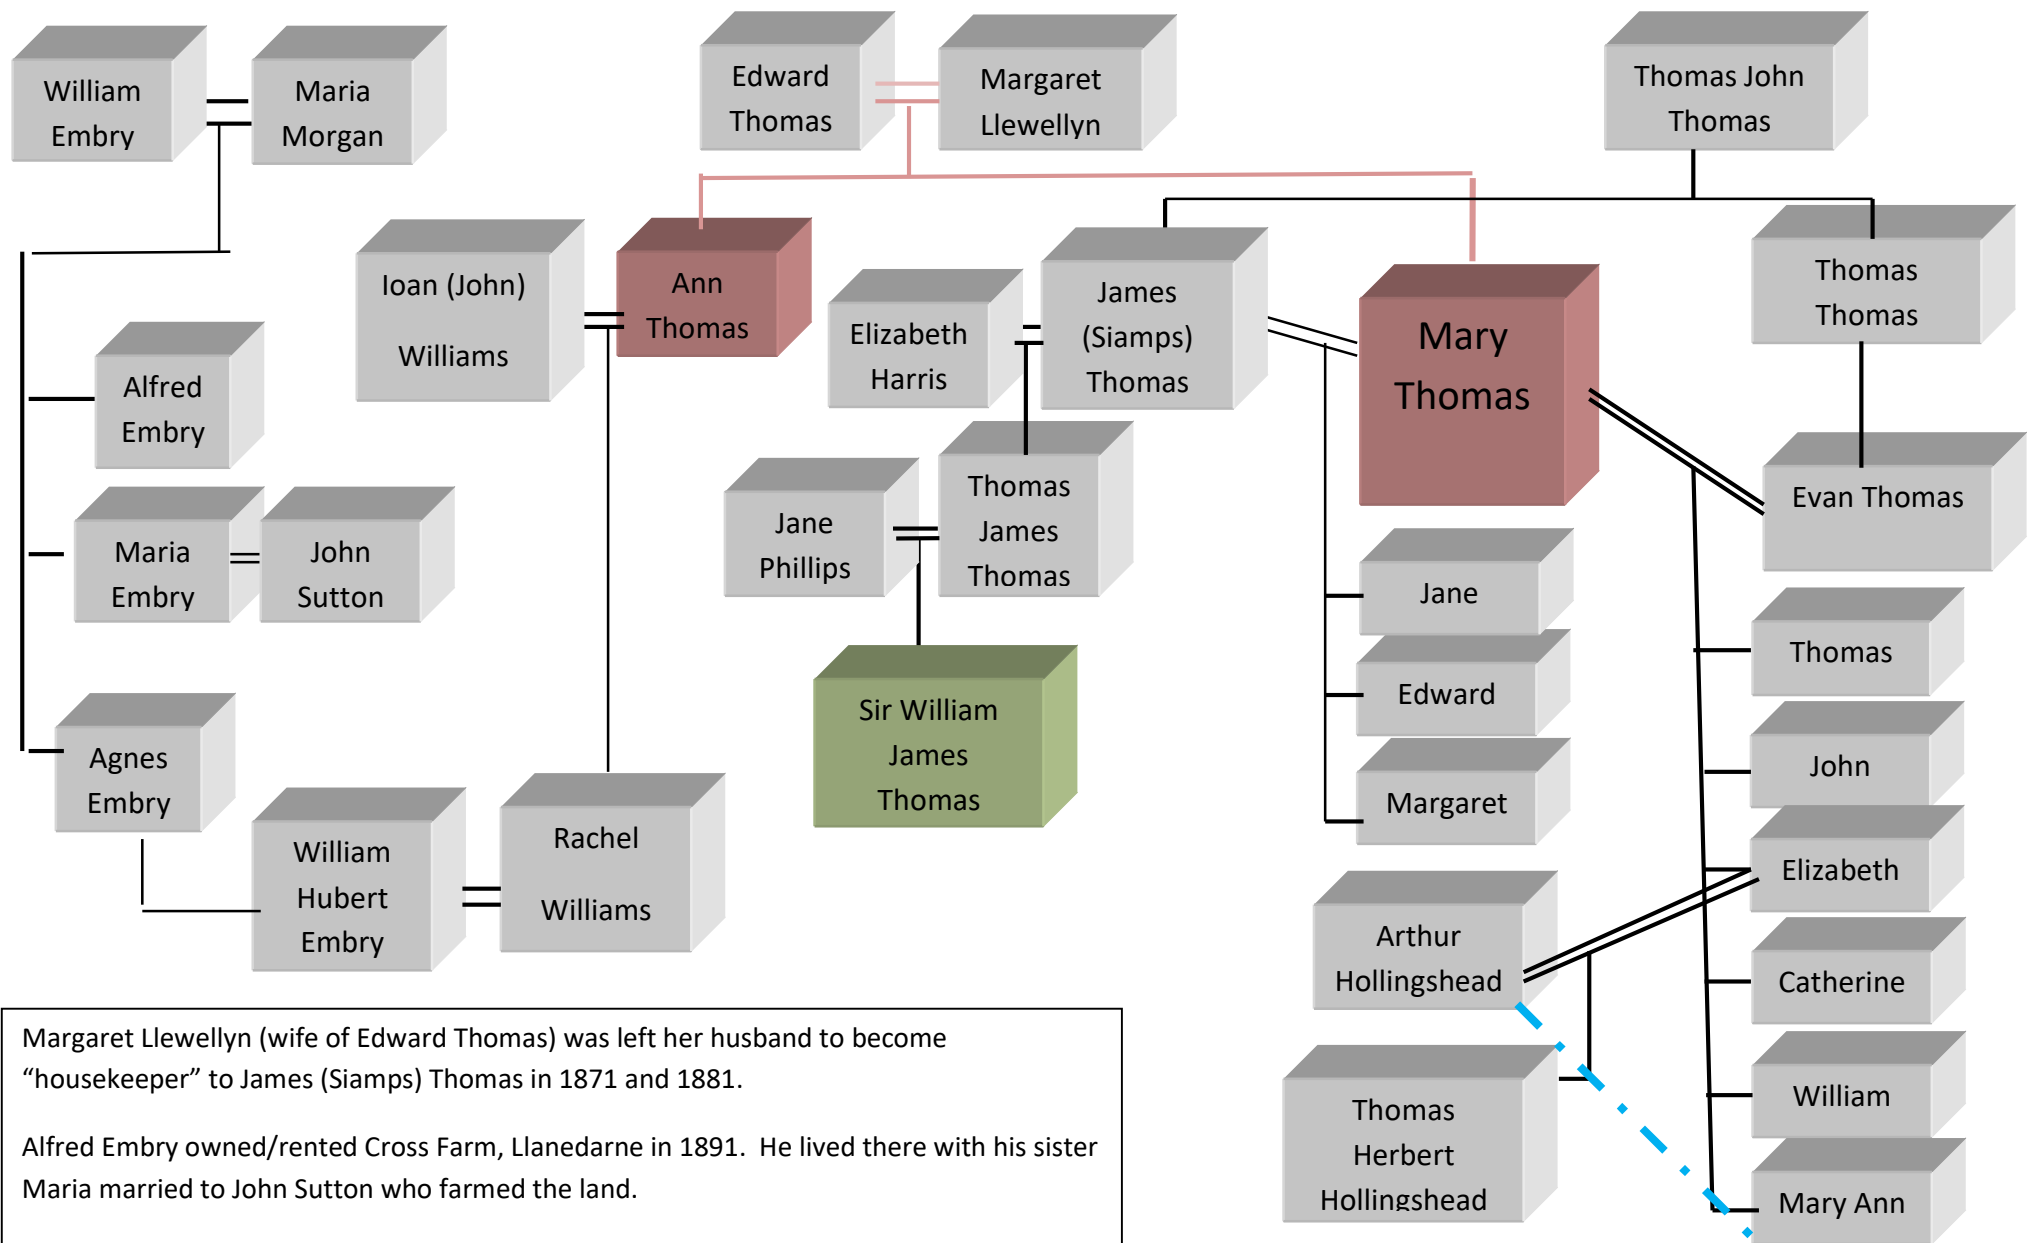 William
Embry
Maria
Morgan
Edward
Thomas
Margaret
Llewellyn
Thomas John
Thomas
Ioan (John)
Williams
Ann
Thomas
Elizabeth
Harris
James
(Siamps)
Thomas
Mary
Thomas
Thomas
Thomas
Alfred
Embry
Maria
Embry
John
Sutton
Jane
Phillips
Thomas
James
Thomas
Evan Thomas
Jane
Edward
Margaret
Thomas
John
Elizabeth
Catherine
William
Mary Ann
Sir William
James
Thomas
Agnes
Embry
William
Hubert
Embry
Rachel
Williams
Arthur
Hollingshead
Thomas
Herbert
Hollingshead
Margaret Llewellyn (wife of Edward Thomas) was left her husband to become
“housekeeper” to James (Siamps) Thomas in 1871 and 1881.
Alfred Embry owned/rented Cross Farm, Llanedarne in 1891.  He lived there with his sister
Maria married to John Sutton who farmed the land.